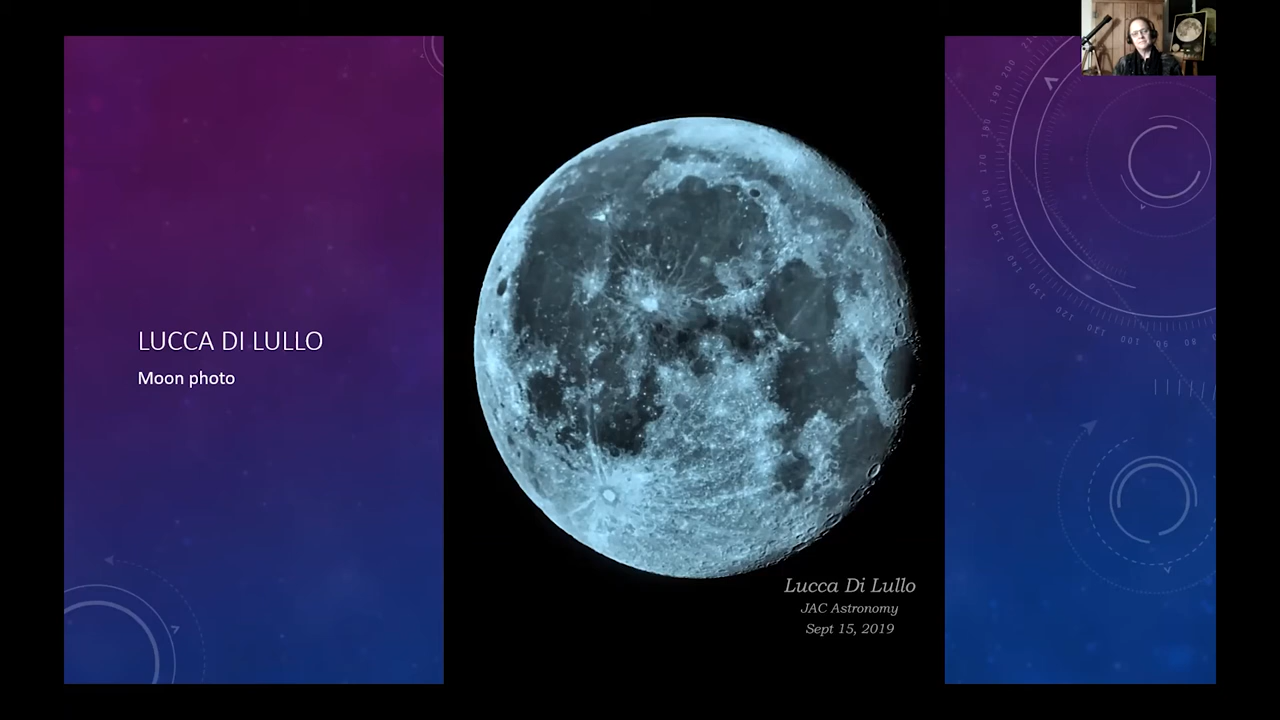 LUCCA DI LULLO
Moon photo
Lucca Di Lullo
JAC Astronomy
Sept 15, 2019